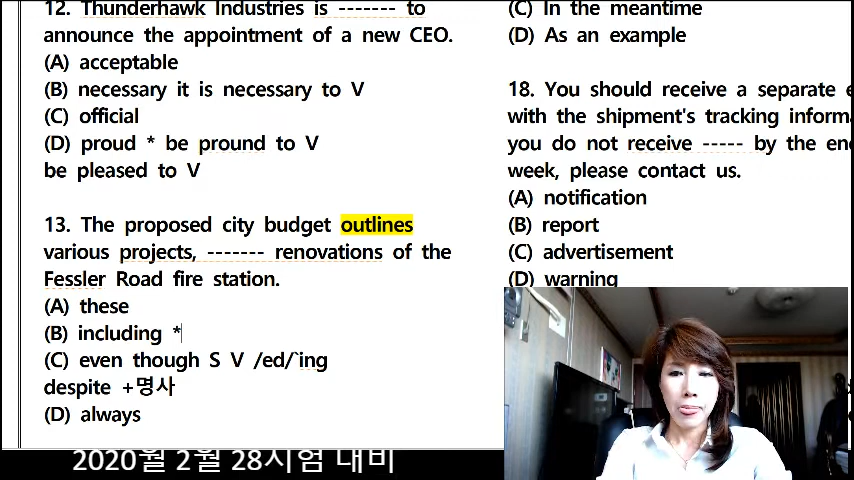 12. Thunderhawk Industries is ------- to
announce the appointment of a new CEO.
(A) acceptable
(B) necessary it is necessary to V
(C) official
(D) proud * be pround to V
be pleased to V
13. The proposed city budget outlines
various projects, ------- renovations of the
Fessler Road fire station.
(A) these
(B) including *
(C) even though S V /ed/`ing
despite +명사
(D) always
(C) In the meantime
(D) As an example
18. You should receive a separate
with the shipment's tracking
you do not receive ----- by the
week, please contact us.
(A) notification
(B) report
(C) advertisement
(D) warning
2020월 2월 28시험 대비